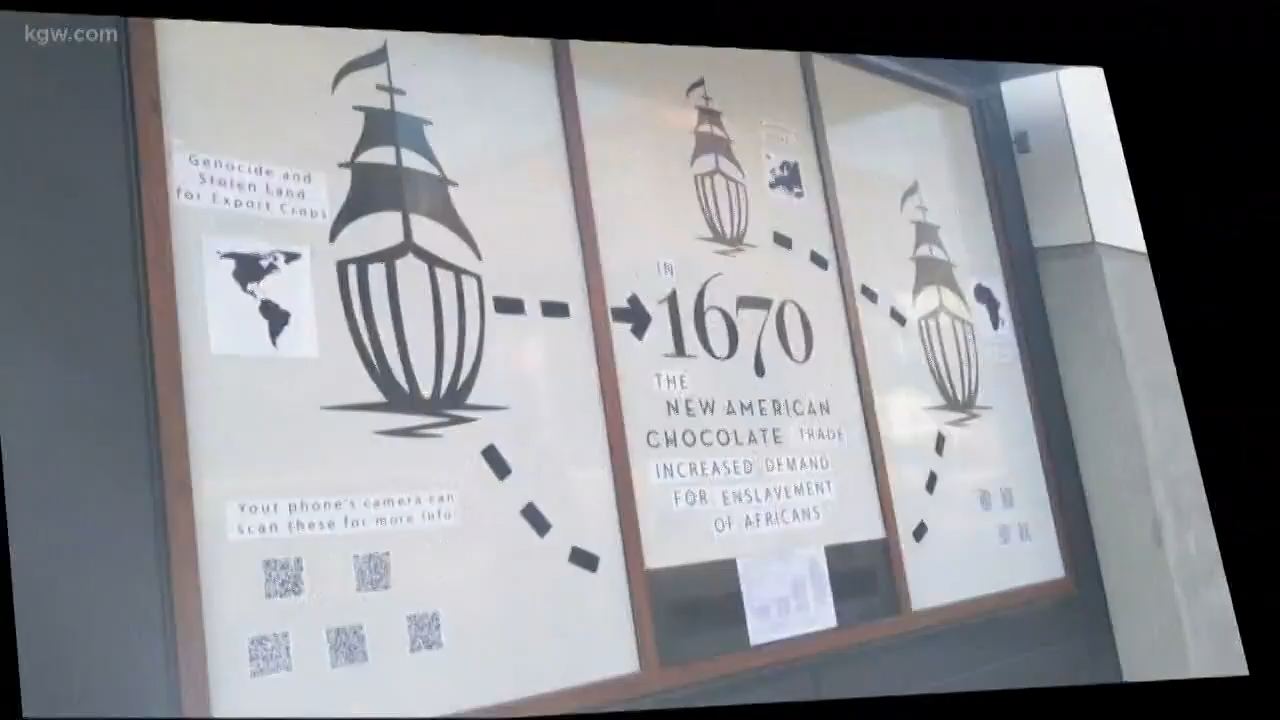 kgw.com
Genocide and
Stolen Land
for Export Crops
Your phone's camera can
scan these for more info
IN
1670
THE
NEW AMERICAN
CHOCOLATE TRADE
INCREASED DEMAND
FOR ENSLAVEMENT
OF AFRICANS